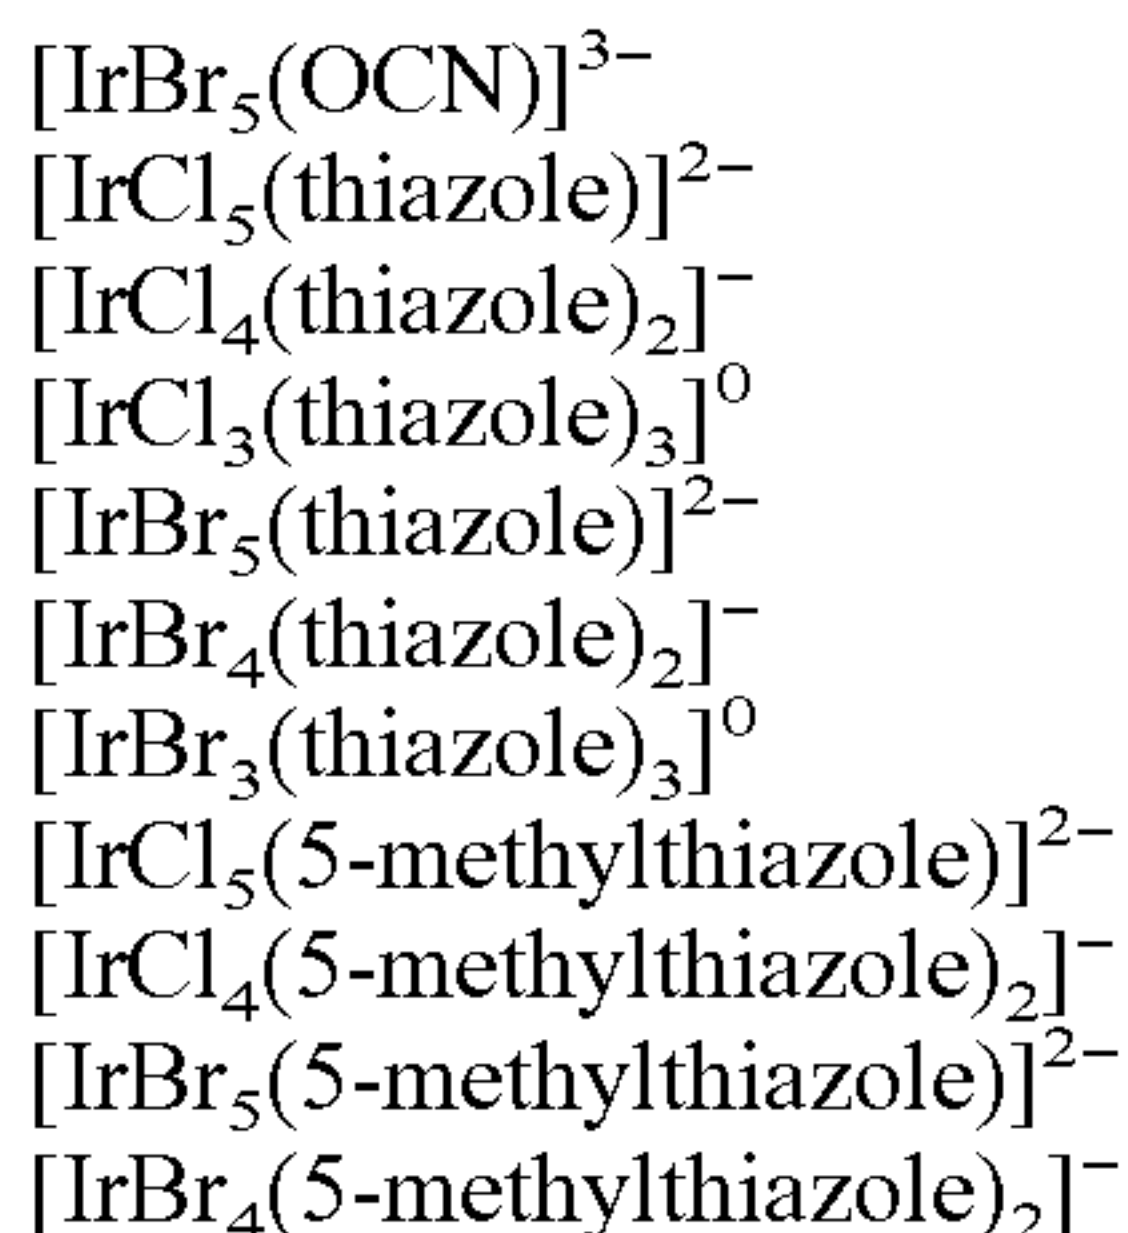 [IrBr₅(OCN)]³⁻
[IrCl₅(thiazole)]²⁻
[IrCl₄(thiazole)₂]⁻
[IrCl₃(thiazole)₃]⁰
[IrBr₅(thiazole)]²⁻
[IrBr₄(thiazole)₂]⁻
[IrBr₃(thiazole)₃]⁰
[IrCl₅(5-methylthiazole)]²⁻
[IrCl₄(5-methylthiazole)₂]⁻
[IrBr₅(5-methylthiazole)]²⁻
[IrBr₄(5-methylthiazole)₂]⁻